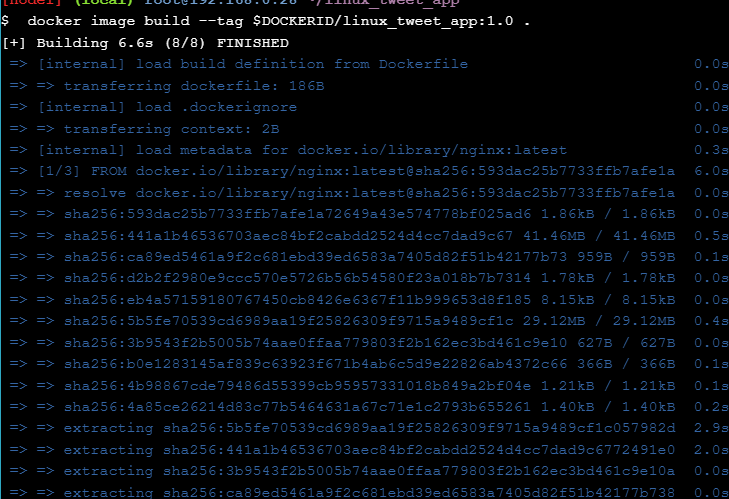 [node1] (local) root@192.168.0.28 ~/linux_tweet_app
$  docker image build --tag $DOCKERID/linux_tweet_app:1.0 .
[+] Building 6.6s (8/8) FINISHED
=> [internal] load build definition from Dockerfile 0.0s
=> => transferring dockerfile: 186B 0.0s
=> [internal] load .dockerignore 0.0s
=> => transferring context: 2B 0.0s
=> [internal] load metadata for docker.io/library/nginx:latest 0.3s
=> [1/3] FROM docker.io/library/nginx:latest@sha256:593dac25b7733ffb7afe1a 6.0s
=> => resolve docker.io/library/nginx:latest@sha256:593dac25b7733ffb7afe1a 0.0s
=> => sha256:593dac25b7733ffb7afe1a72649a43e574778bf025ad6 1.86kB / 1.86kB 0.0s
=> => sha256:441a1b46536703aec84bf2cabdd2524d4cc7dad9c67 41.46MB / 41.46MB 0.5s
=> => sha256:ca89ed5461a9f2c681ebd39ed6583a7405d82f51b42177b73 959B / 959B 0.1s
=> => sha256:d2b2f2980e9ccc570e5726b56b54580f23a018b7b7314 1.78kB / 1.78kB 0.0s
=> => sha256:eb4a57159180767450cb8426e6367f11b999653d8f185 8.15kB / 8.15kB 0.0s
=> => sha256:5b5fe70539cd6989aa19f25826309f9715a9489cf1c 29.12MB / 29.12MB 0.4s
=> => sha256:3b9543f2b5005b74aae0ffaa779803f2b162ec3bd461c9e10 627B / 627B 0.0s
=> => sha256:b0e1283145af839c63923f671b4ab6c5d9e22826ab4372c66 366B / 366B 0.1s
=> => sha256:4b98867cde79486d55399cb95957331018b849a2bf04e 1.21kB / 1.21kB 0.1s
=> => sha256:4a85ce26214d83c77b5464631a67c71e1c2793b655261 1.40kB / 1.40kB 0.2s
=> => extracting sha256:5b5fe70539cd6989aa19f25826309f9715a9489cf1c057982d 2.9s
=> => extracting sha256:441a1b46536703aec84bf2cabdd2524d4cc7dad9c6772491e0 2.0s
=> => extracting sha256:3b9543f2b5005b74aae0ffaa779803f2b162ec3bd461c9e10a 0.0s
=> => extracting sha256:ca89ed5461a9f2c681ebd39ed6583a7405d82f51b42177b738 0.0s